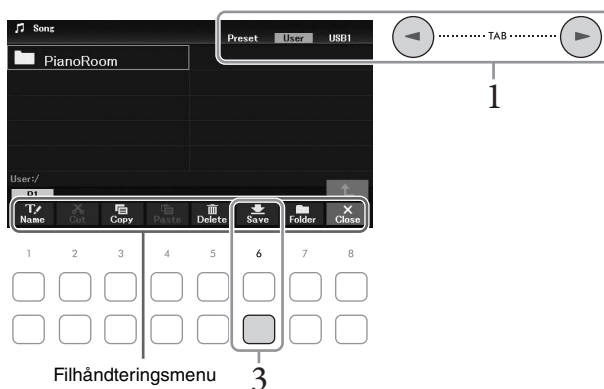 Song
Preset User USB1
TAB
1
PianoRoom
User:/
P1
Name Cut Copy Paste Delete Save Folder Close
1 2 3 4 5 6 7 8
Filhåndteringsmenu
3